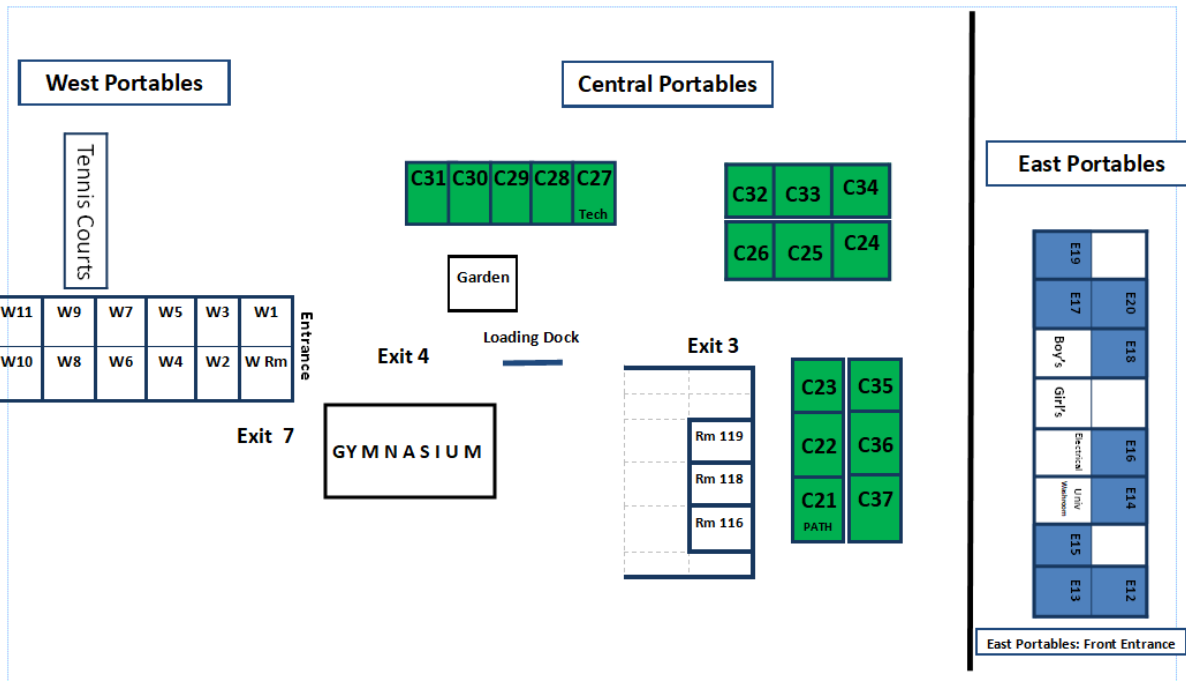 West Portables
Central Portables
East Portables
Tennis Courts
C31 C30 C29 C28 C27
Tech
C32 C33 C34
C26 C25 C24
Garden
Loading Dock
W11 W9 W7 W5 W3 W1
W10 W8 W6 W4 W2 W Rm
Entrance
Exit 4
Exit 3
Exit 7
GYMNASIUM
Rm 119
Rm 118
Rm 116
C23 C35
C22 C36
C21 C37
PATH
E19
E17 E20
Boy's E18
Girl's
Electrical E16
Univ E14
Washroom
E15
E13 E12
East Portables: Front Entrance